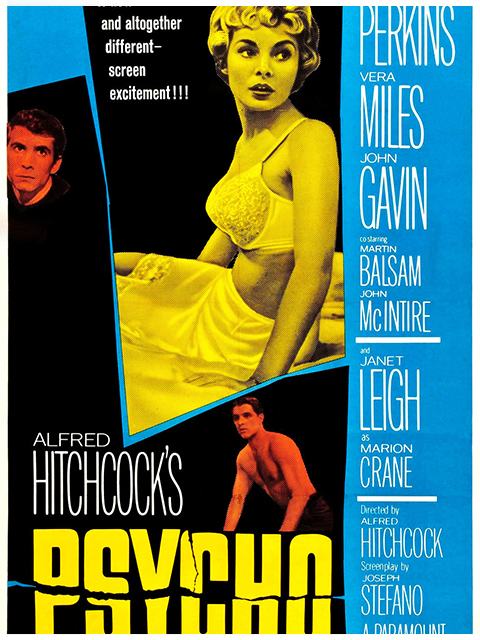 and altogether
different–
screen
excitement!!!
PERKINS
VERA
MILES
JOHN
GAVIN
co-starring
MARTIN
BALSAM
JOHN
McINTIRE
and
JANET
LEIGH
as
MARION
CRANE
ALFRED
HITCHCOCK'S
PSYCHO
Directed by
ALFRED
HITCHCOCK
Screenplay by
JOSEPH
STEFANO
A PARAMOUNT